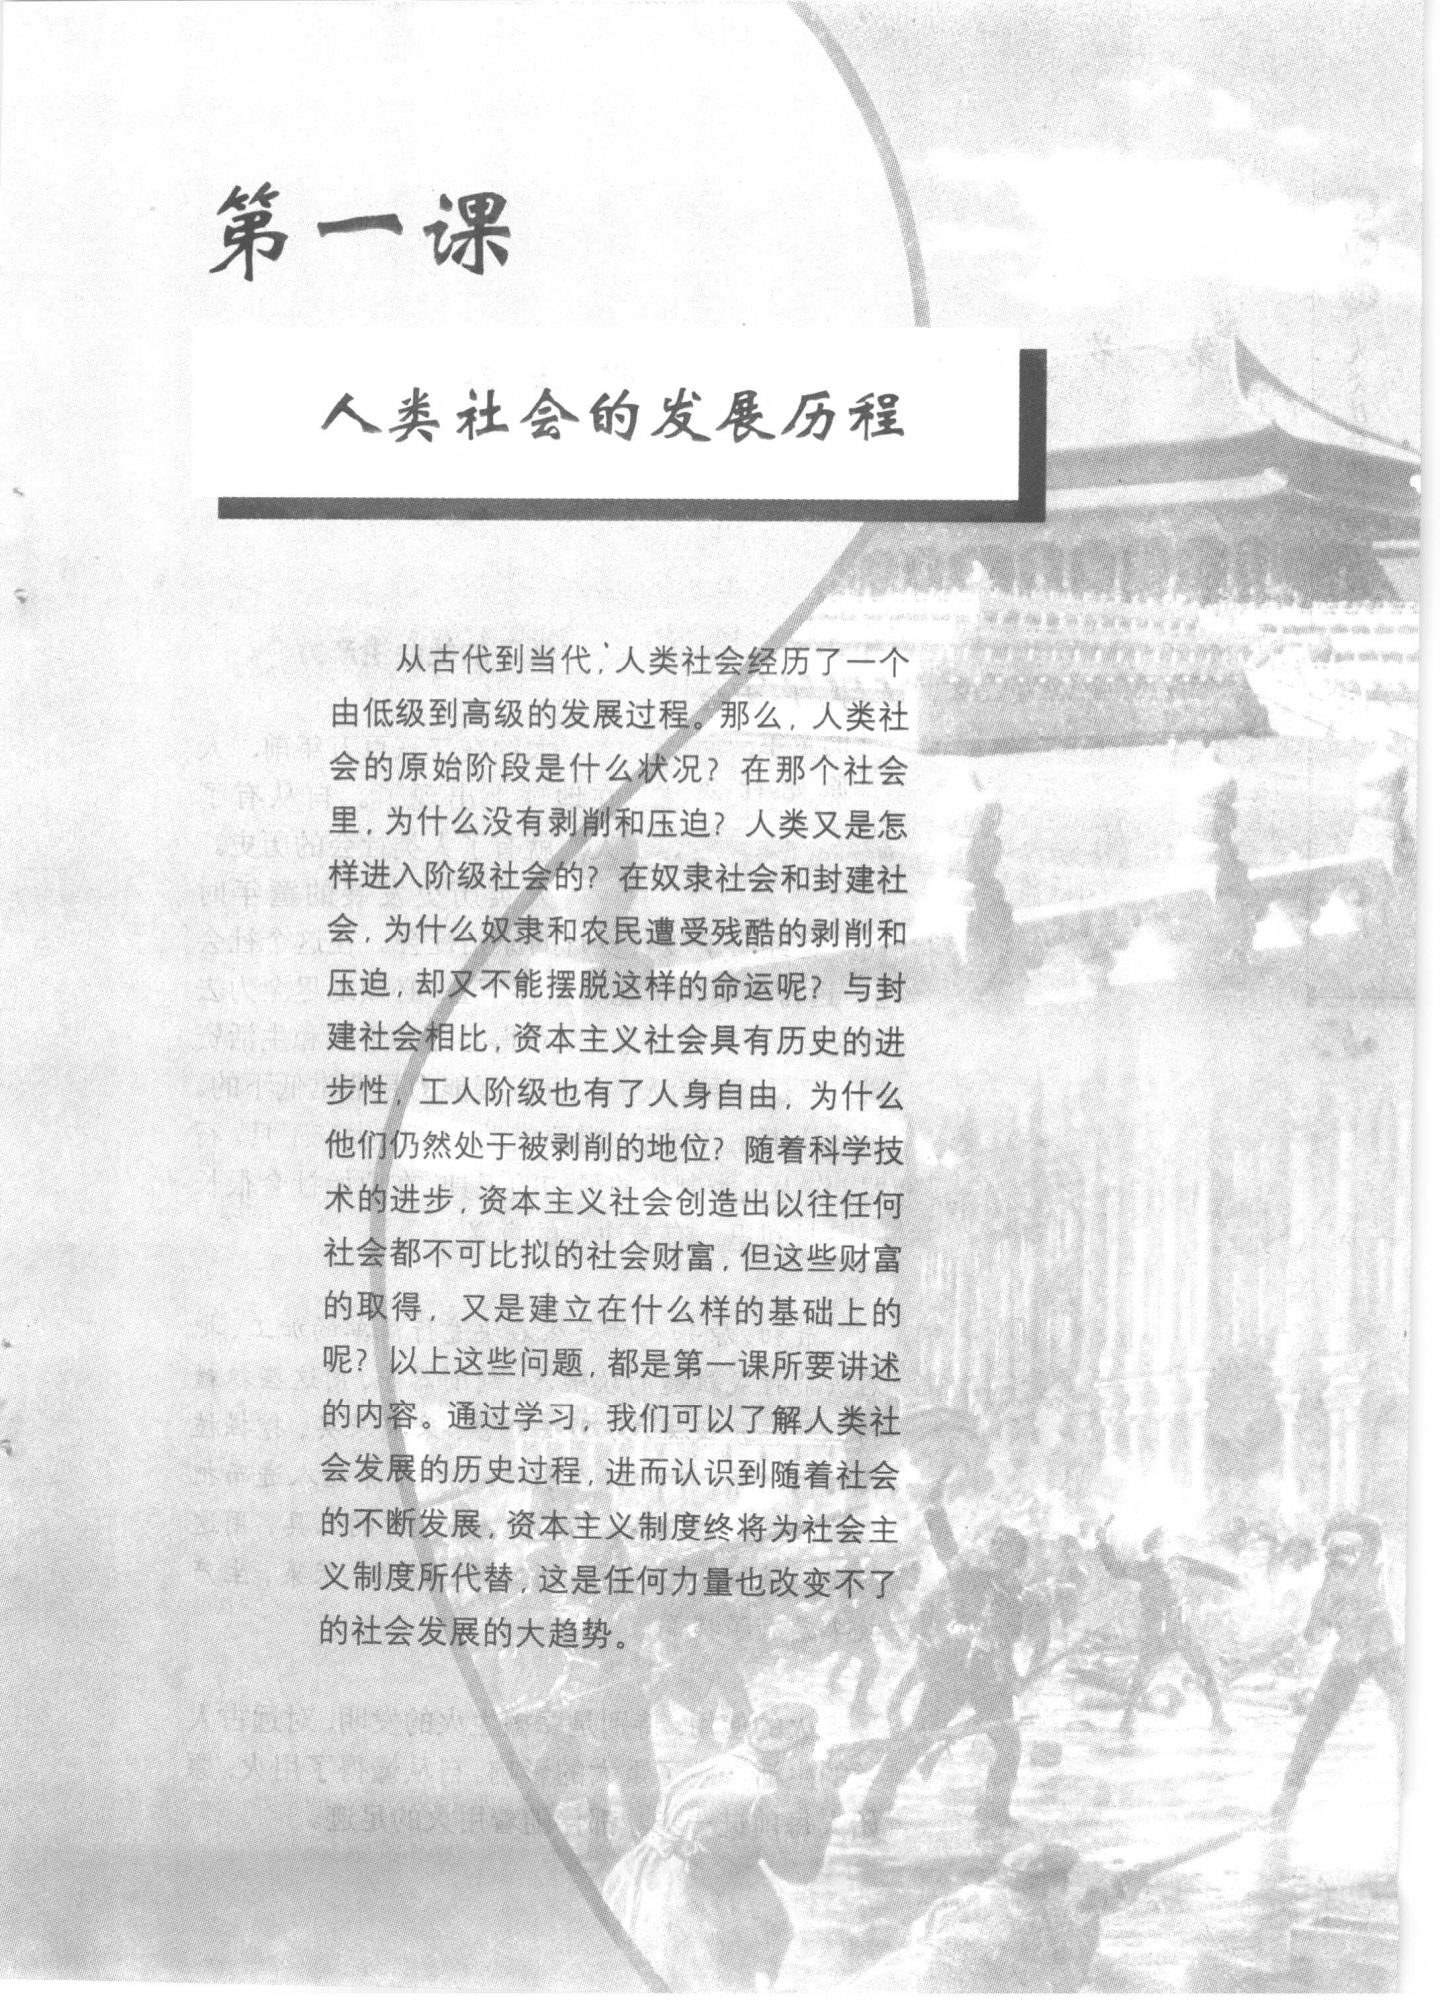 第一课
人类社会的发展历程
从古代到当代，人类社会经历了一个
由低级到高级的发展过程。那么，人类社
会的原始阶段是什么状况？在那个社会
里，为什么没有剥削和压迫？人类又是怎
样进入阶级社会的？在奴隶社会和封建社
会，为什么奴隶和农民遭受残酷的剥削和
压迫，却又不能摆脱这样的命运呢？与封
建社会相比，资本主义社会具有历史的进
步性，工人阶级也有了人身自由，为什么
他们仍然处于被剥削的地位？随着科学技
术的进步，资本主义社会创造出以往任何
社会都不可比拟的社会财富，但这些财富
的取得，又是建立在什么样的基础上的
呢？以上这些问题，都是第一课所要讲述
的内容。通过学习，我们可以了解人类社
会发展的历史过程，进而认识到随着社会
的不断发展，资本主义制度终将为社会主
义制度所代替，这是任何力量也改变不了
的社会发展的大趋势。